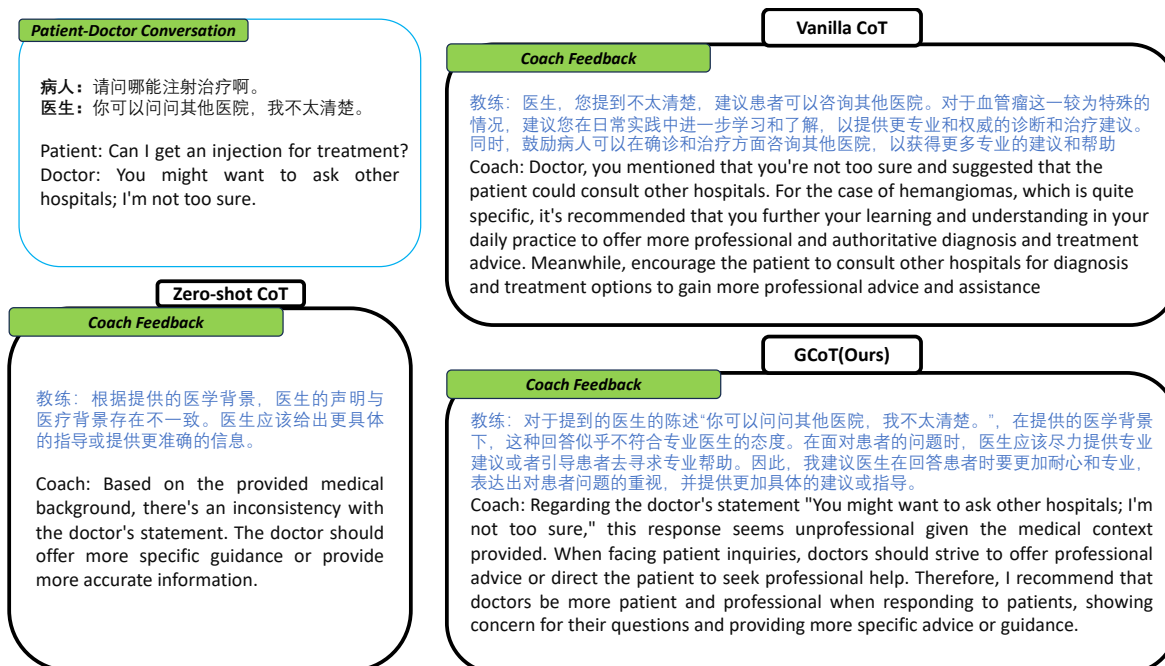 Patient-Doctor Conversation
病人：请问哪能注射治疗啊。
医生：你可以问问其他医院，我不太清楚。
Patient: Can I get an injection for treatment?
Doctor: You might want to ask other
hospitals; I'm not too sure.
Vanilla CoT
Coach Feedback
教练：医生，您提到不太清楚，建议患者可以咨询其他医院。对于血管瘤这一较为特殊的
情况，建议您在日常实践中进一步学习和了解，以提供更专业和权威的诊断和治疗建议。
同时，鼓励病人可以在确诊和治疗方面咨询其他医院，以获得更多专业的建议和帮助
Coach: Doctor, you mentioned that you're not too sure and suggested that the
patient could consult other hospitals. For the case of hemangiomas, which is quite
specific, it's recommended that you further your learning and understanding in your
daily practice to offer more professional and authoritative diagnosis and treatment
advice. Meanwhile, encourage the patient to consult other hospitals for diagnosis
and treatment options to gain more professional advice and assistance
Zero-shot CoT
Coach Feedback
教练：根据提供的医学背景，医生的声明与
医疗背景存在不一致。医生应该给出更具体
的指导或提供更准确的信息。
Coach: Based on the provided medical
background, there's an inconsistency with
the doctor's statement. The doctor should
offer more specific guidance or provide
more accurate information.
GCoT(Ours)
Coach Feedback
教练：对于提到的医生的陈述“你可以问问其他医院，我不太清楚。”，在提供的医学背景
下，这种回答似乎不符合专业医生的态度。在面对患者的问题时，医生应该尽力提供专业
建议或者引导患者去寻求专业帮助。因此，我建议医生在回答患者时要更加耐心和专业，
表达出对患者问题的重视，并提供更加具体的建议或指导。
Coach: Regarding the doctor's statement "You might want to ask other hospitals; I'm
not too sure," this response seems unprofessional given the medical context
provided. When facing patient inquiries, doctors should strive to offer professional
advice or direct the patient to seek professional help. Therefore, I recommend that
doctors be more patient and professional when responding to patients, showing
concern for their questions and providing more specific advice or guidance.